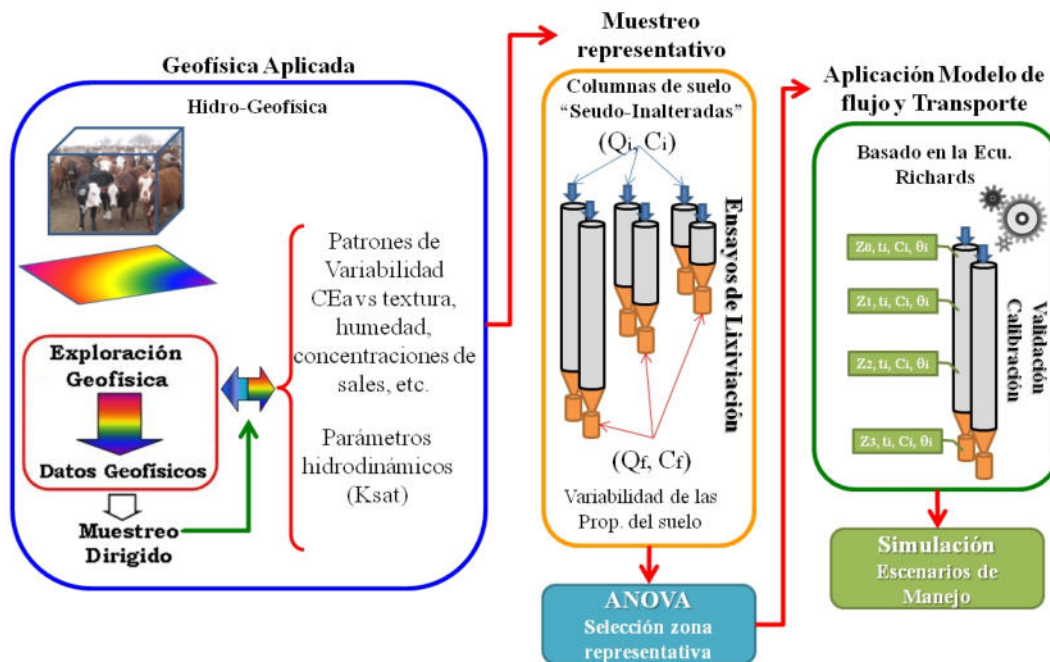 Geofísica Aplicada
Hidro-Geofísica
Exploración
Geofísica
Datos Geofísicos
Muestreo
Dirigido
Patrones de
Variabilidad
CEa vs textura,
humedad,
concentraciones de
sales, etc.
Parámetros
hidrodinámicos
(Ksat)
Muestreo
representativo
Columnas de suelo
“Seudo-Inalteradas”
(Qi, Ci)
Ensayos de Lixiviación
(Qf, Cf)
Variabilidad de las
Prop. del suelo
ANOVA
Selección zona
representativa
Aplicación Modelo de
flujo y Transporte
Basado en la Ecu.
Richards
Z0, ti, Ci, θi
Z1, ti, Ci, θi
Z2, ti, Ci, θi
Z3, ti, Ci, θi
Validación
Calibración
Simulación
Escenarios de
Manejo